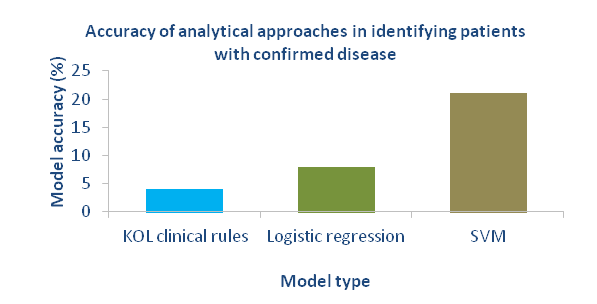 Accuracy of analytical approaches in identifying patients
with confirmed disease
Model accuracy (%)
25
20
15
10
5
0
KOL clinical rules Logistic regression SVM
Model type